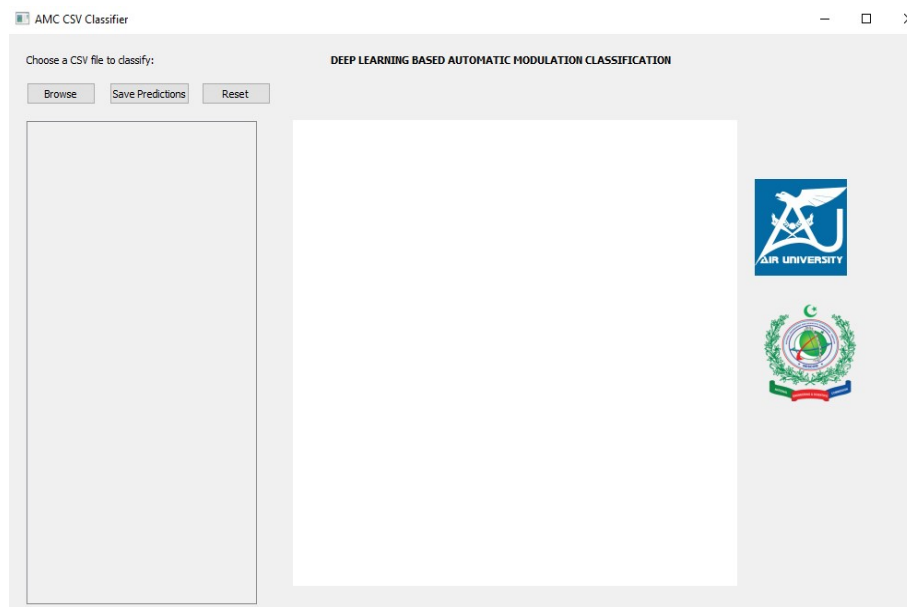 AMC CSV Classifier
Choose a CSV file to classify:
DEEP LEARNING BASED AUTOMATIC MODULATION CLASSIFICATION
Browse
Save Predictions
Reset
AIR UNIVERSITY